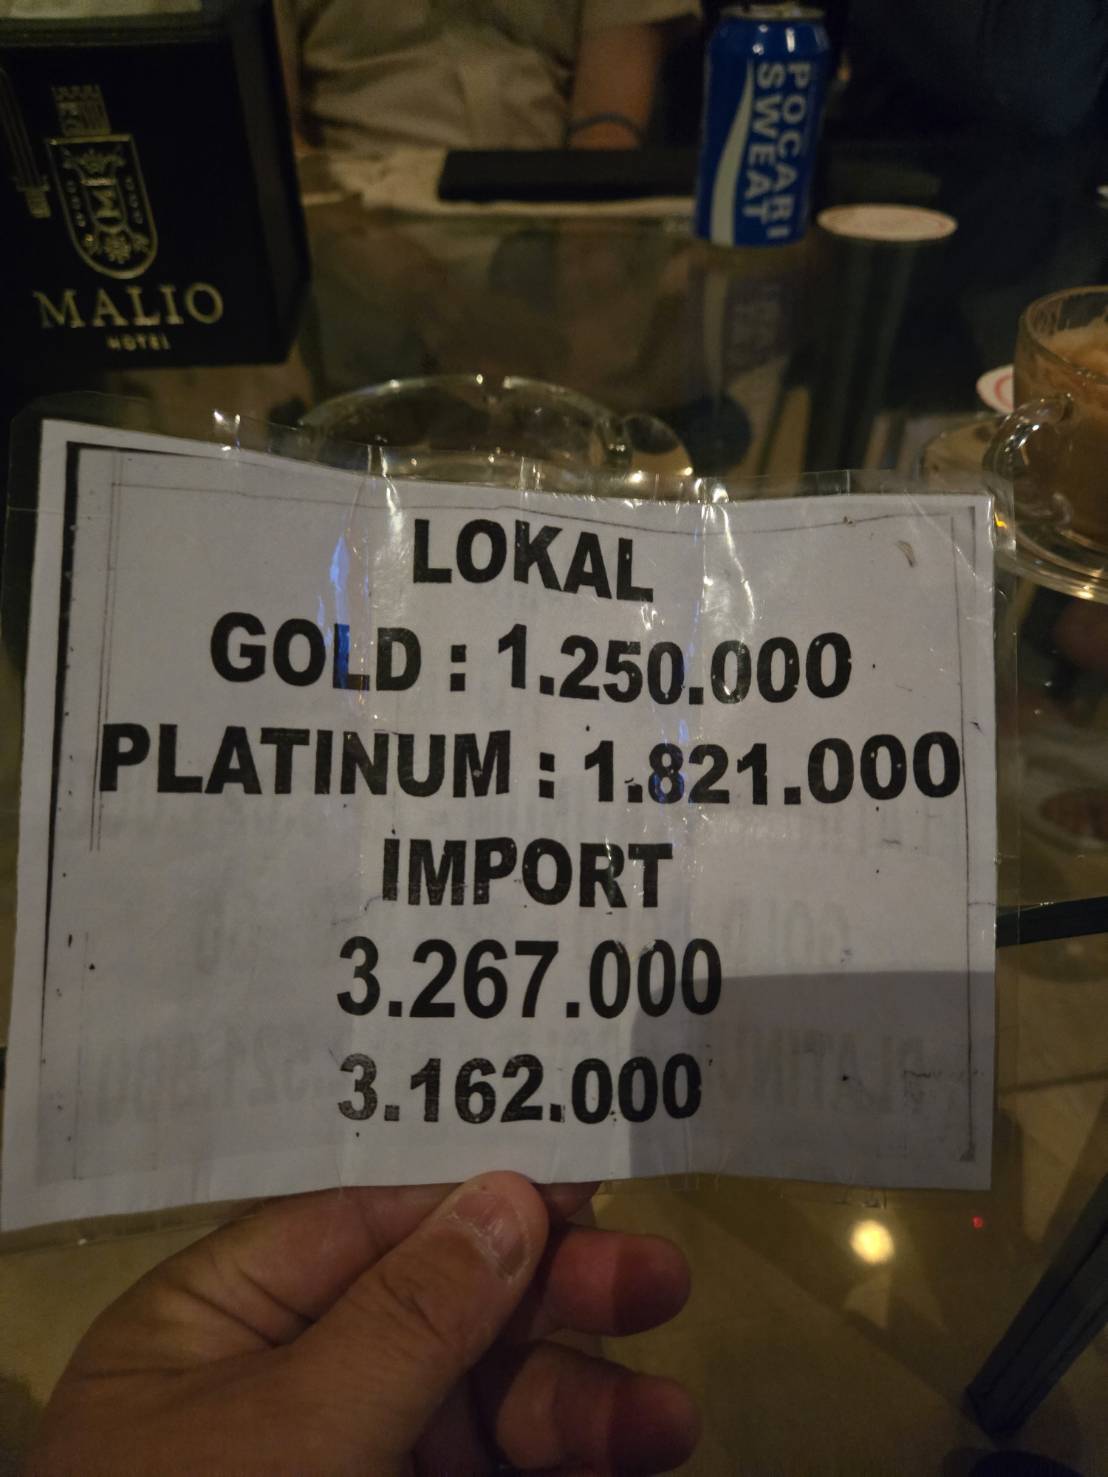 MALIO
HOTEL
POCARI
SWEAT
LOKAL
GOLD : 1.250.000
PLATINUM : 1.821.000
IMPORT
3.267.000
3.162.000